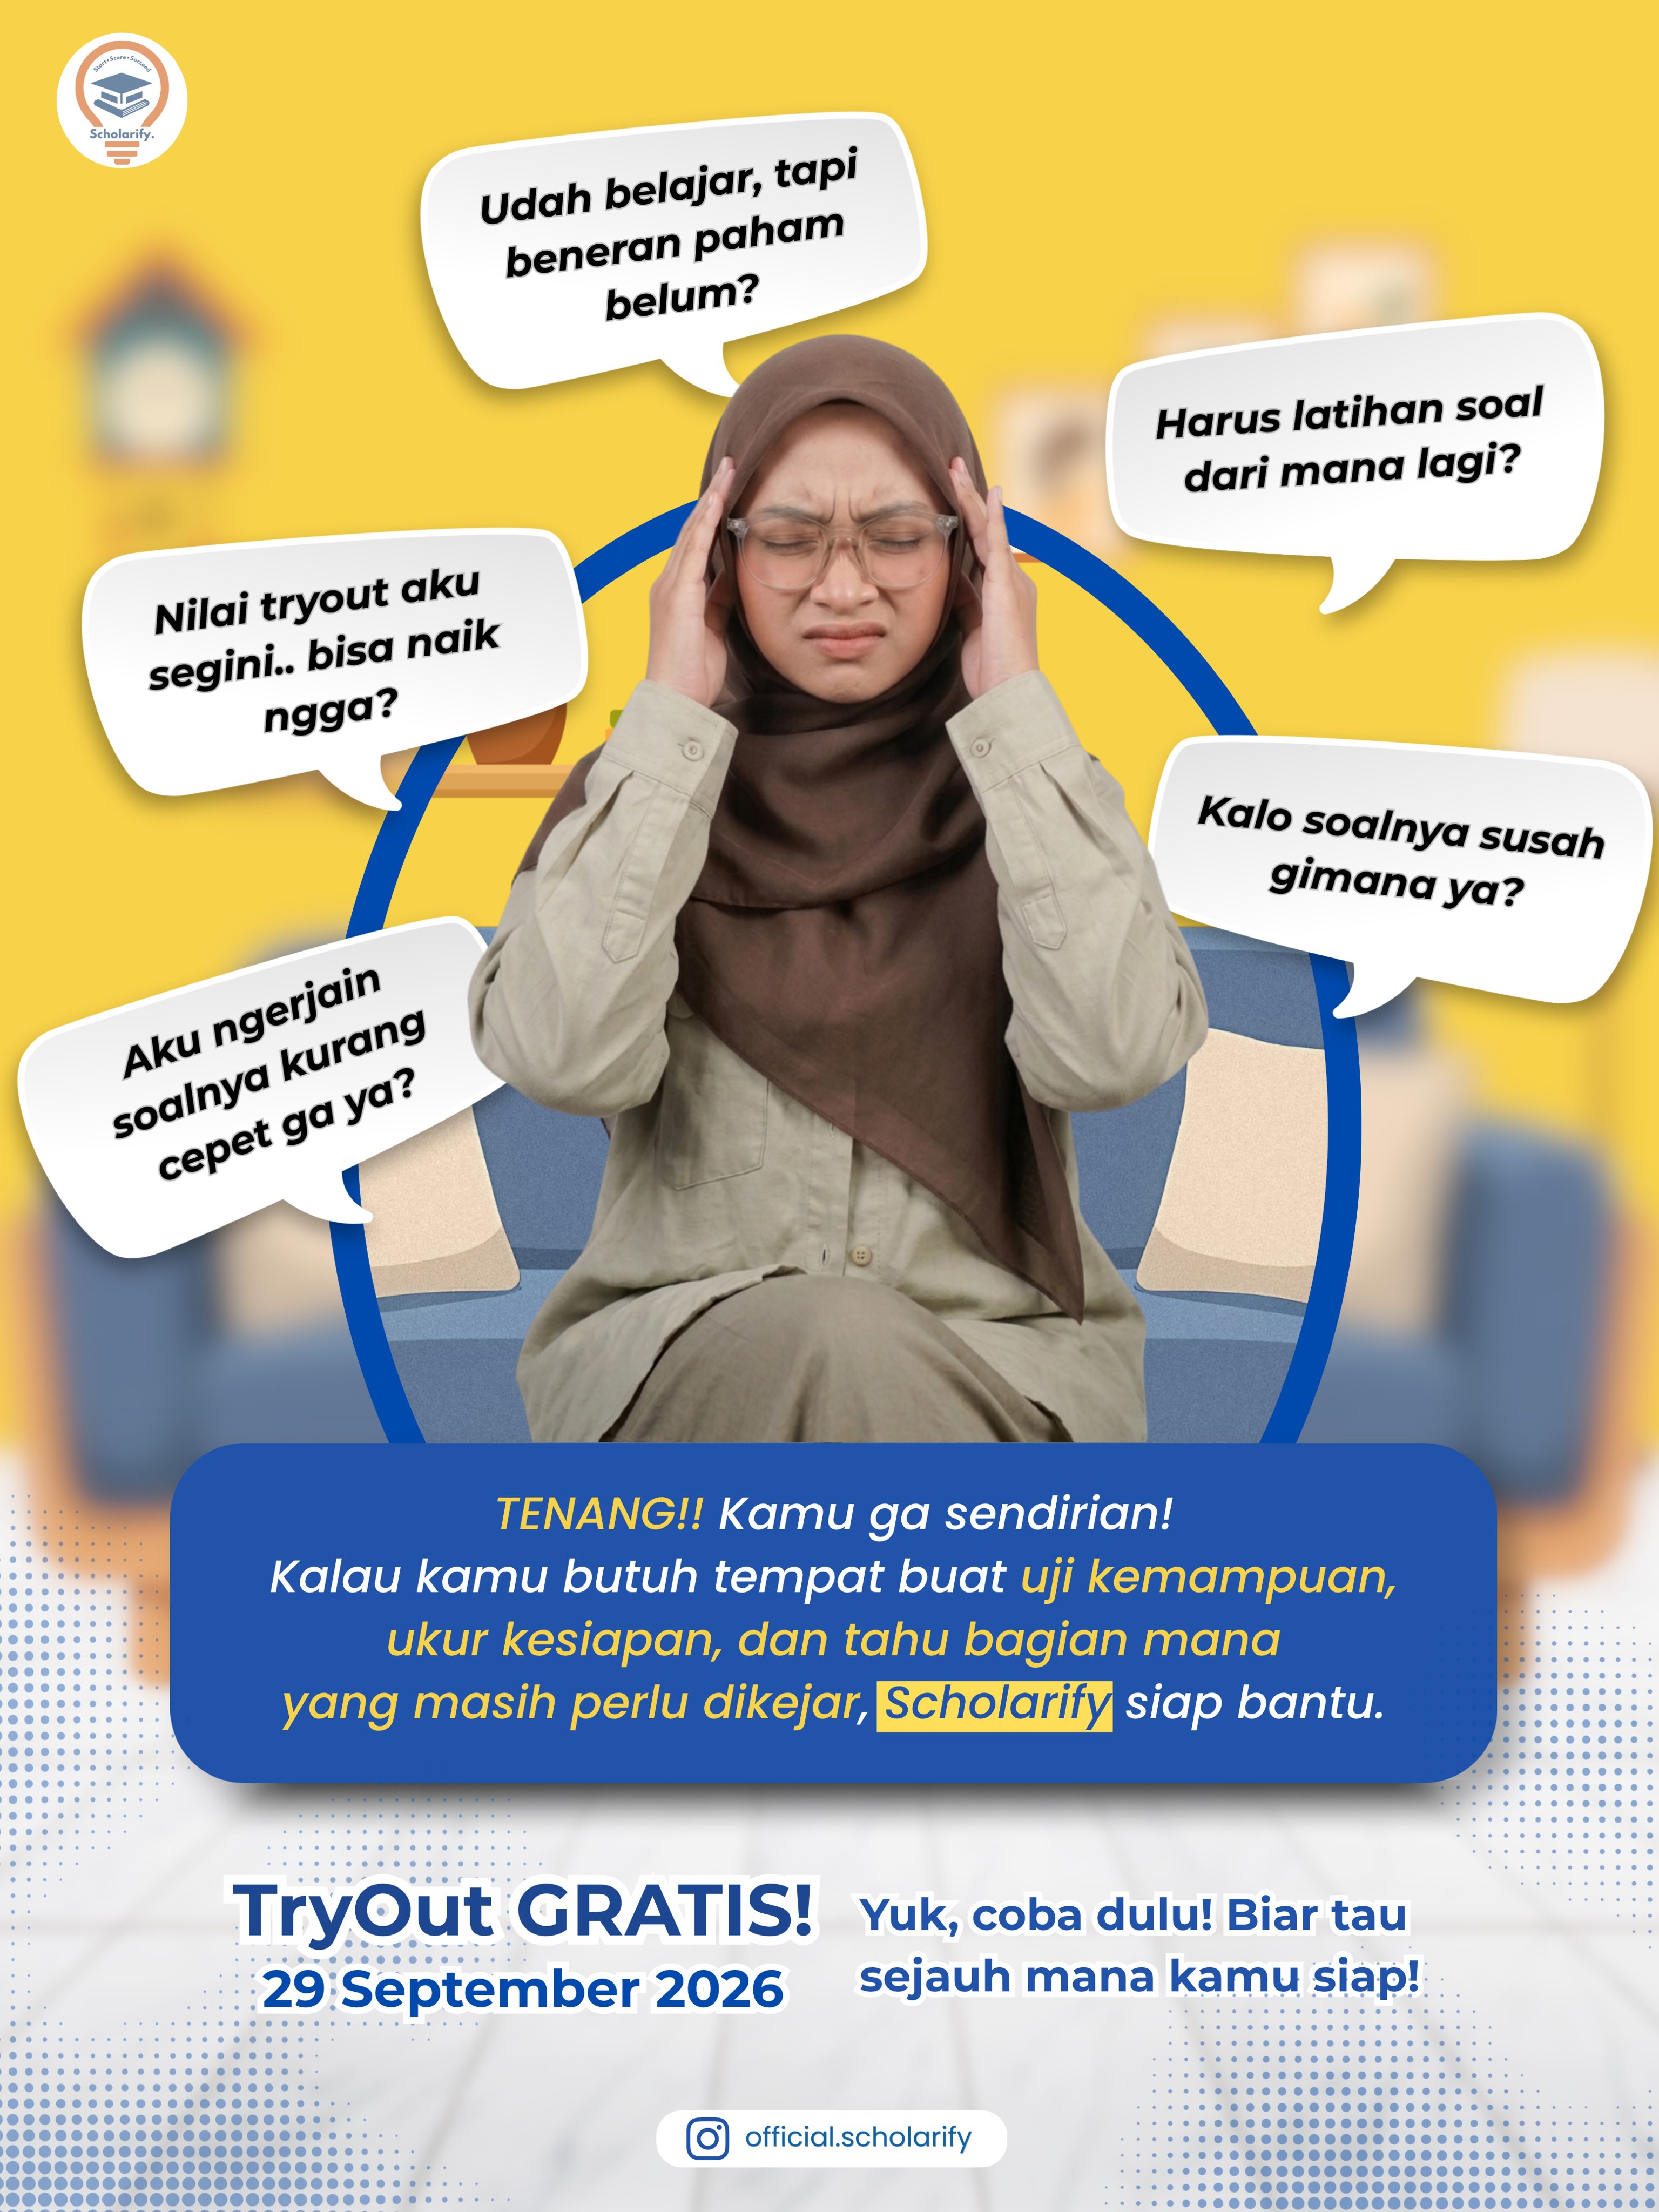 Start•Score•Succeed
Scholarify.
Udah belajar, tapi
beneran paham
belum?
Harus latihan soal
dari mana lagi?
Nilai tryout aku
segini.. bisa naik
ngga?
Kalo soalnya susah
gimana ya?
Aku ngerjain
soalnya kurang
cepet ga ya?
TENANG!! Kamu ga sendirian!
Kalau kamu butuh tempat buat uji kemampuan,
ukur kesiapan, dan tahu bagian mana
yang masih perlu dikejar, Scholarify siap bantu.
TryOut GRATIS!
29 September 2026
Yuk, coba dulu! Biar tau
sejauh mana kamu siap!
official.scholarify